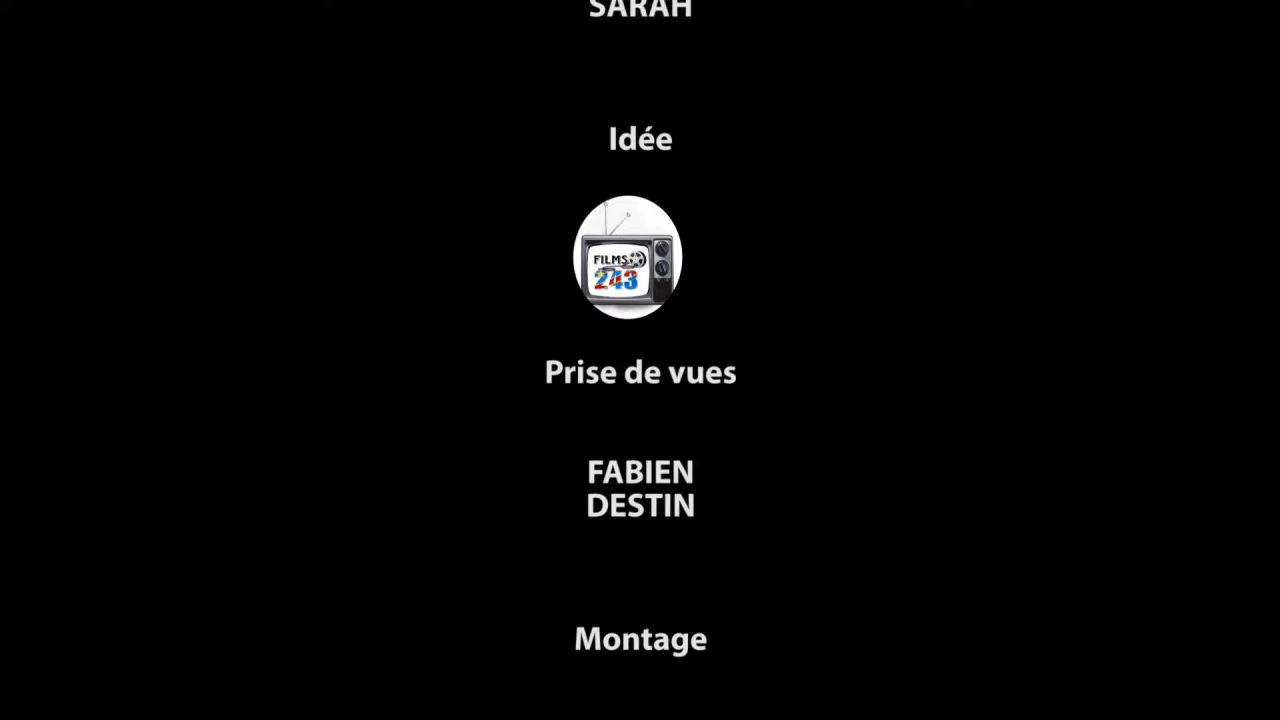 SARAH
Idée
FILMS
243
Prise de vues
FABIEN
DESTIN
Montage